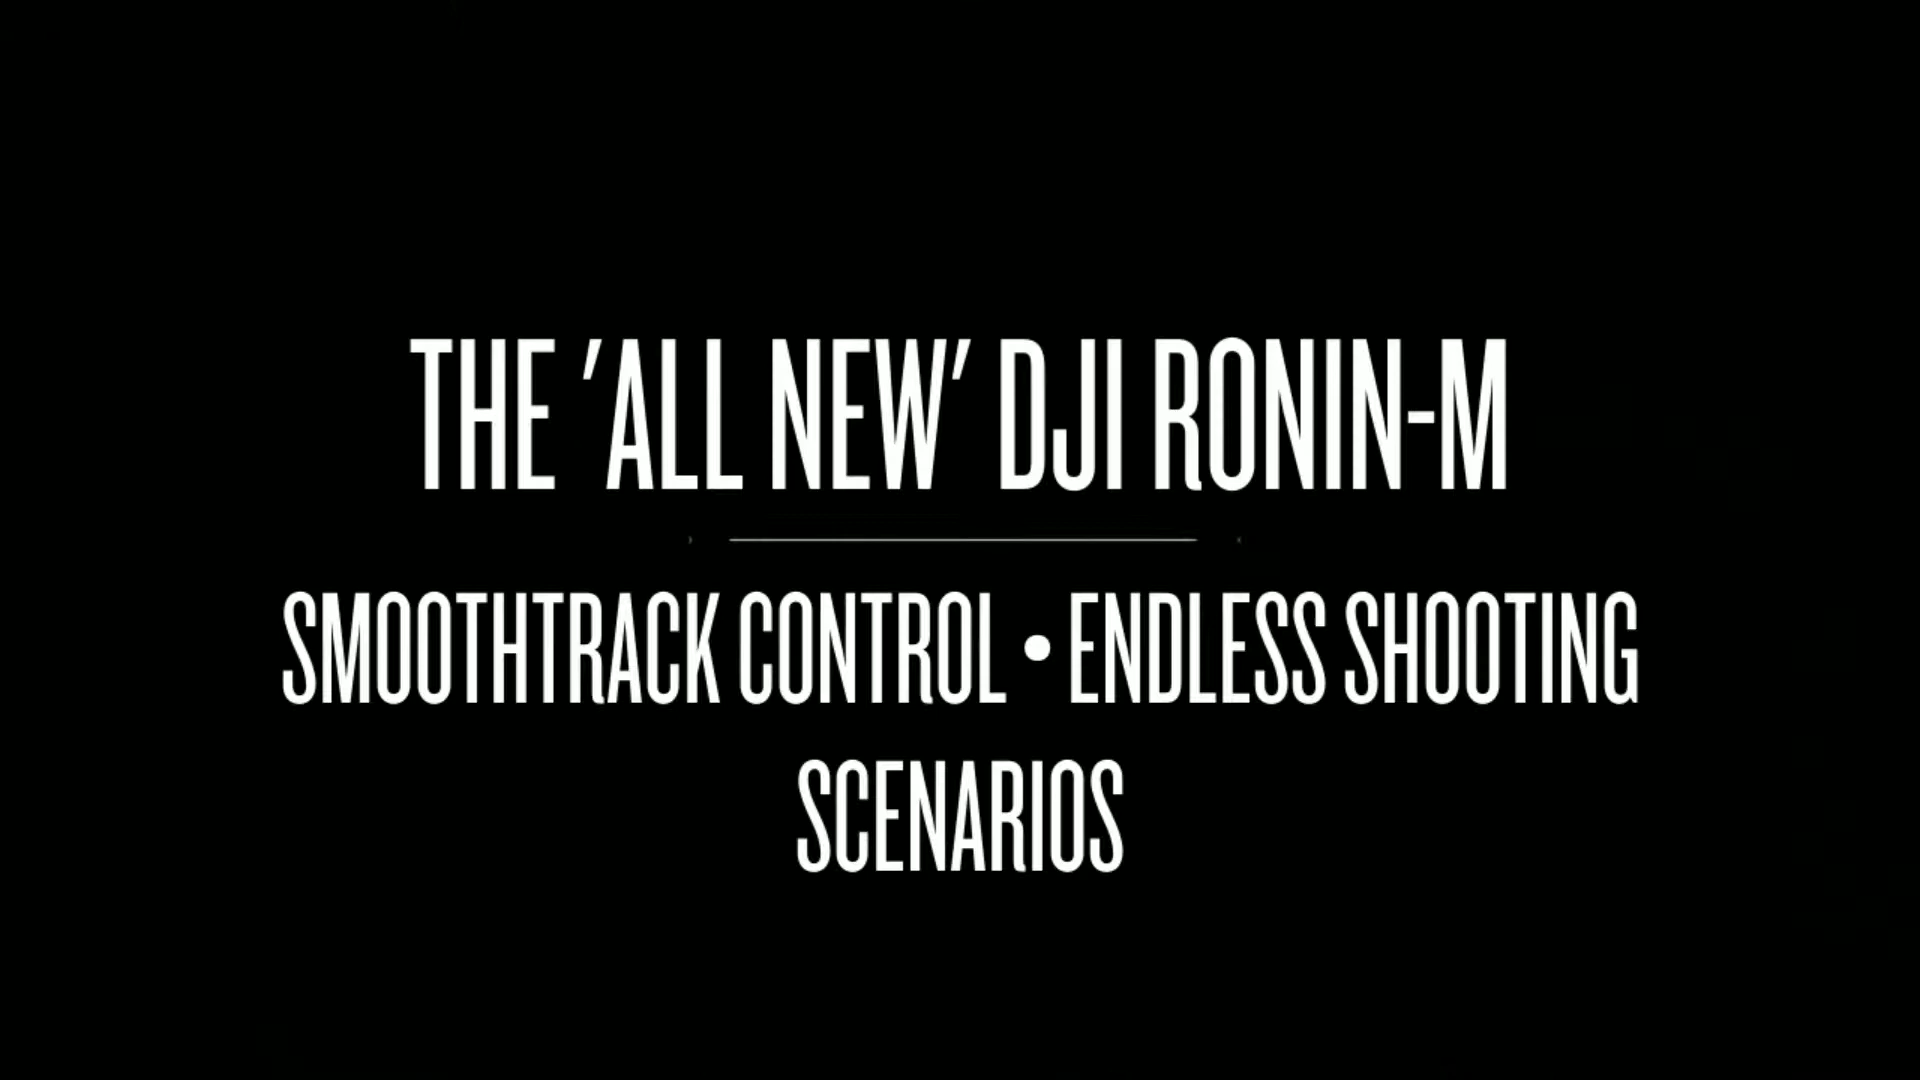 THE 'ALL NEW' DJI RONIN-M
SMOOTHTRACK CONTROL • ENDLESS SHOOTING
SCENARIOS